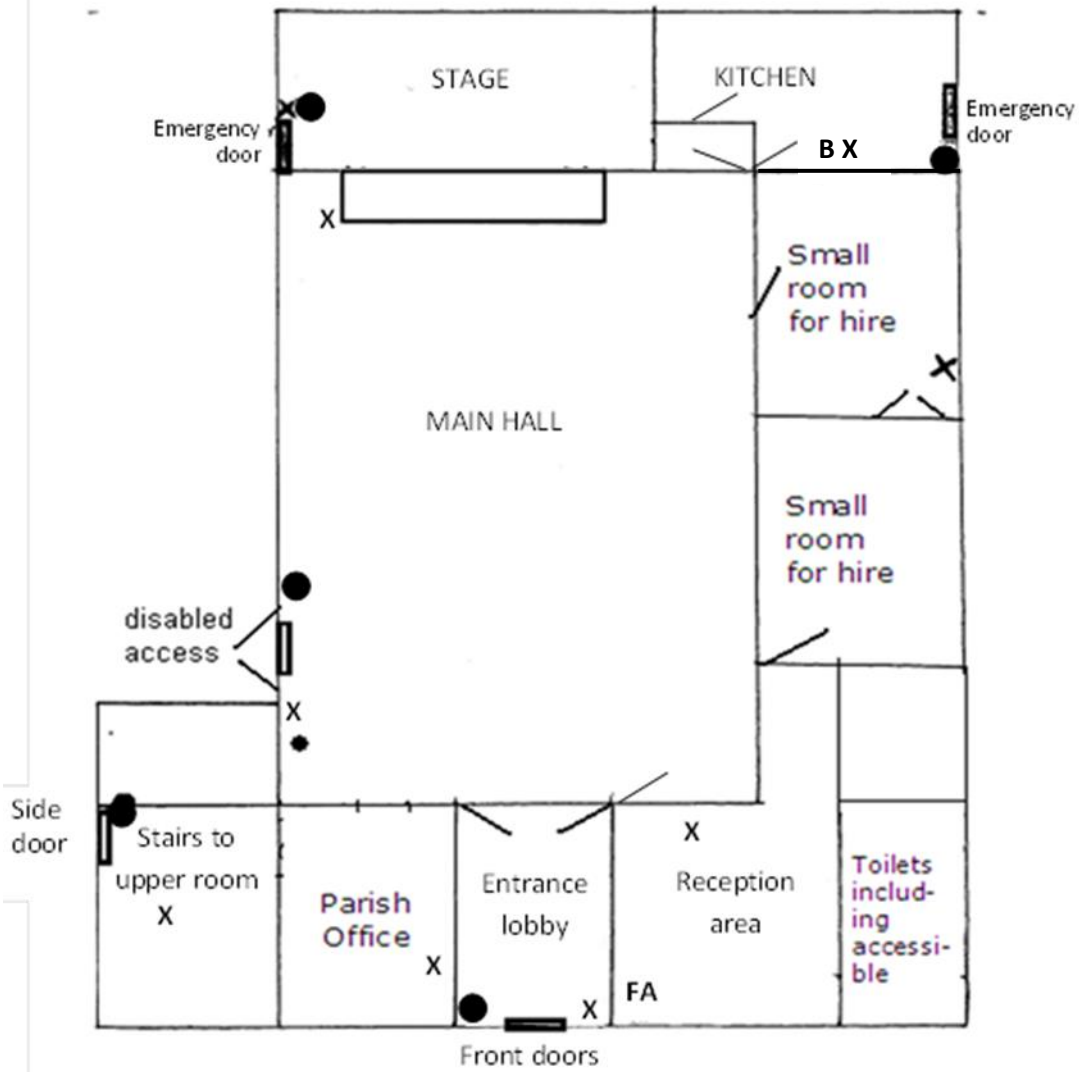 STAGE
KITCHEN
X
Emergency
door
Emergency
door
B X
X
Small
room
for hire
X
MAIN HALL
Small
room
for hire
disabled
access
X
Side
door
Stairs to
upper room
X
Parish
Office
X
Entrance
lobby
X
X
Reception
area
FA
Toilets
includ-
ing
accessi-
ble
Front doors